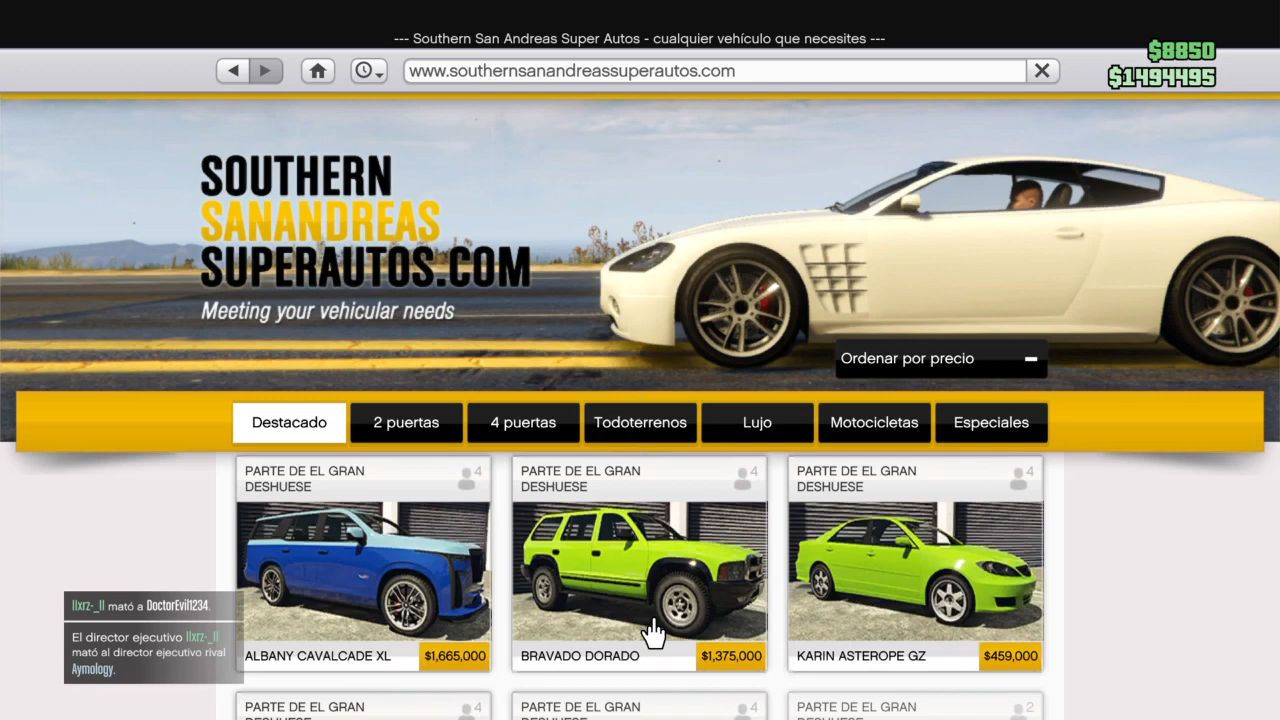 --- Southern San Andreas Super Autos - cualquier vehículo que necesites ---
$8850
$1494495
www.southernsanandreassuperautos.com
SOUTHERN
SANANDREAS
SUPERAUTOS.COM
Meeting your vehicular needs
Ordenar por precio
Destacado
2 puertas
4 puertas
Todoterrenos
Lujo
Motocicletas
Especiales
PARTE DE EL GRAN
DESHUESE
4
PARTE DE EL GRAN
DESHUESE
4
PARTE DE EL GRAN
DESHUESE
4
llxrz-_ll mató a DoctorEvil1234.
El director ejecutivo llxrz-_ll
mató al director ejecutivo rival
Aymology.
ALBANY CAVALCADE XL
$1,665,000
BRAVADO DORADO
$1,375,000
KARIN ASTEROPE GZ
$459,000
PARTE DE EL GRAN
4
PARTE DE EL GRAN
4
PARTE DE EL GRAN
2